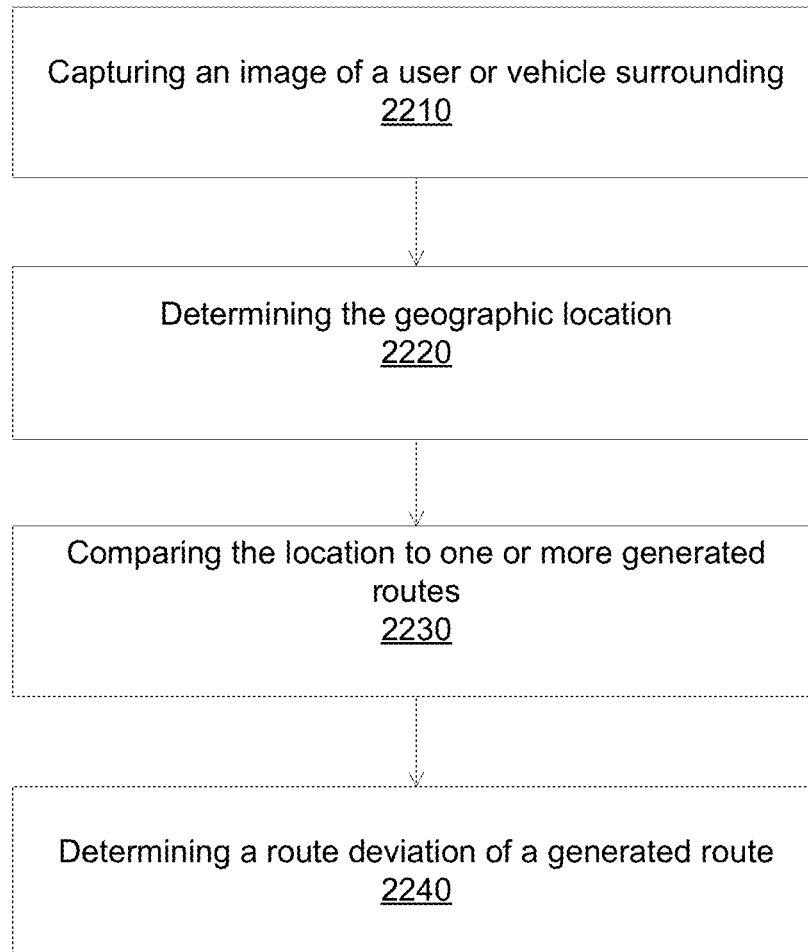 Capturing an image of a user or vehicle surrounding
2210
Determining the geographic location
2220
Comparing the location to one or more generated
routes
2230
Determining a route deviation of a generated route
2240